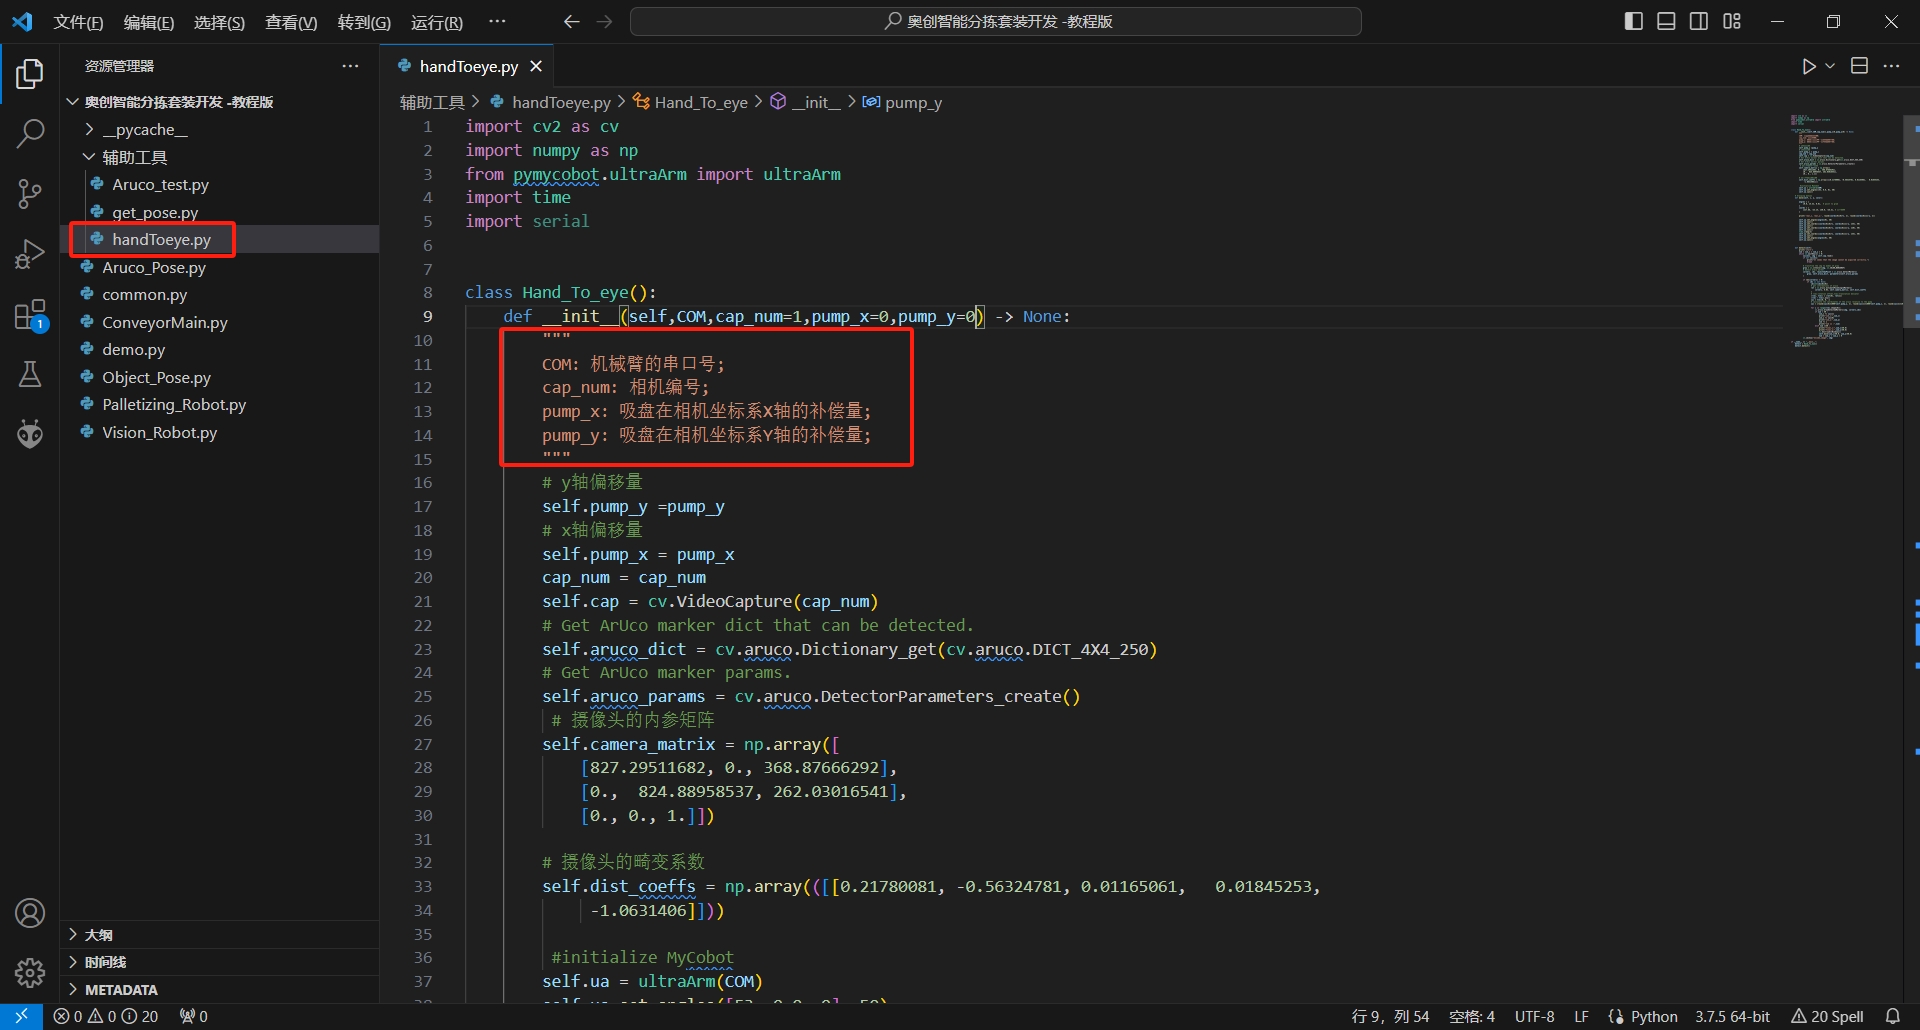 文件(F) 编辑(E) 选择(S) 查看(V) 转到(G) 运行(R) ··· 奥创智能分拣套装开发 -教程版
资源管理器
奥创智能分拣套装开发 -教程版
__pycache__
辅助工具
Aruco_test.py
get_pose.py
handToeye.py
Aruco_Pose.py
common.py
ConveyorMain.py
demo.py
Object_Pose.py
Palletizing_Robot.py
Vision_Robot.py
1
大纲
时间线
METADATA
handToeye.py
辅助工具 > handToeye.py > Hand_To_eye > __init__ > pump_y
1 import cv2 as cv
2 import numpy as np
3 from pymycobot.ultraArm import ultraArm
4 import time
5 import serial
6
7
8 class Hand_To_eye():
9 def __init__(self,COM,cap_num=1,pump_x=0,pump_y=0) -> None:
10 """
11 COM: 机械臂的串口号;
12 cap_num: 相机编号;
13 pump_x: 吸盘在相机坐标系X轴的补偿量;
14 pump_y: 吸盘在相机坐标系Y轴的补偿量;
15 """
16 # y轴偏移量
17 self.pump_y =pump_y
18 # x轴偏移量
19 self.pump_x = pump_x
20 cap_num = cap_num
21 self.cap = cv.VideoCapture(cap_num)
22 # Get ArUco marker dict that can be detected.
23 self.aruco_dict = cv.aruco.Dictionary_get(cv.aruco.DICT_4X4_250)
24 # Get ArUco marker params.
25 self.aruco_params = cv.aruco.DetectorParameters_create()
26 # 摄像头的内参矩阵
27 self.camera_matrix = np.array([
28 [827.29511682, 0., 368.87666292],
29 [0., 824.88958537, 262.03016541],
30 [0., 0., 1.]])
31
32 # 摄像头的畸变系数
33 self.dist_coeffs = np.array(([[0.21780081, -0.56324781, 0.01165061, 0.01845253,
34 -1.0631406]]))
35
36 #initialize MyCobot
37 self.ua = ultraArm(COM)
0 0 20 0
行 9，列 54 空格: 4 UTF-8 LF Python 3.7.5 64-bit 20 Spell